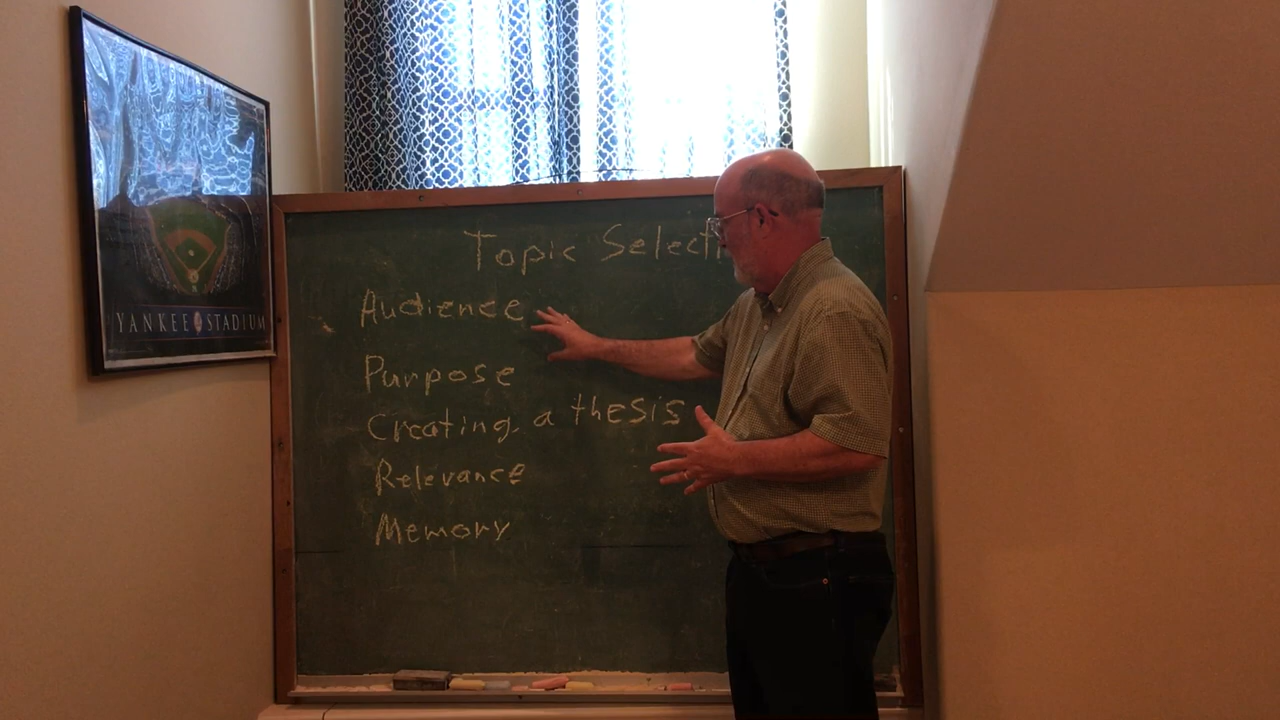 Topic Selecti
Audience
Purpose
Creating a thesis
Relevance
Memory
YANKEE STADIUM